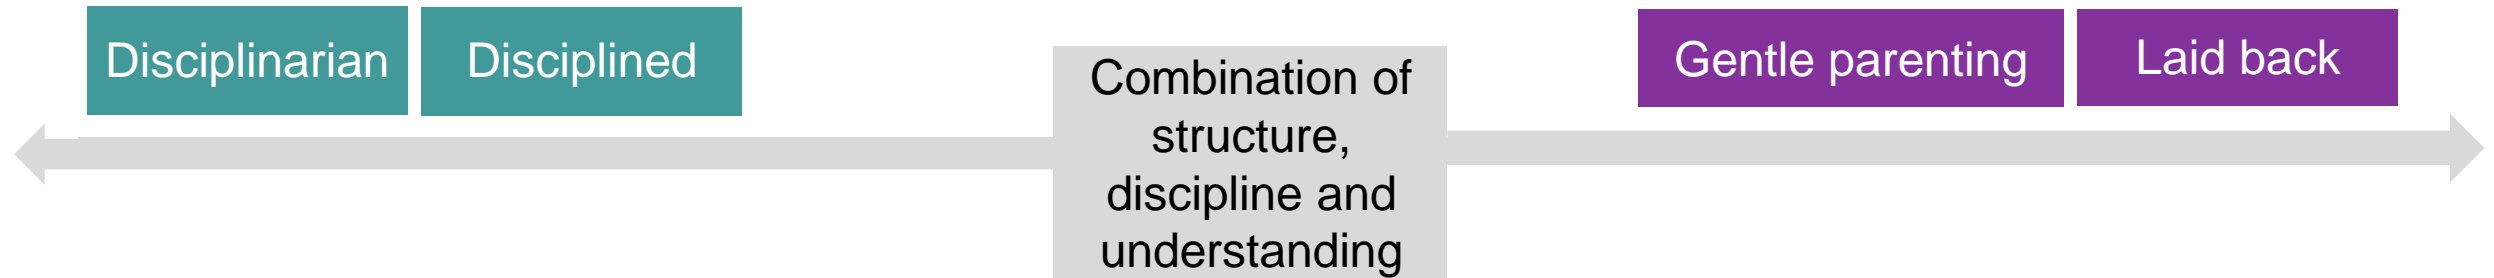 Disciplinarian
Disciplined
Combination of
structure,
discipline and
understanding
Gentle parenting
Laid back